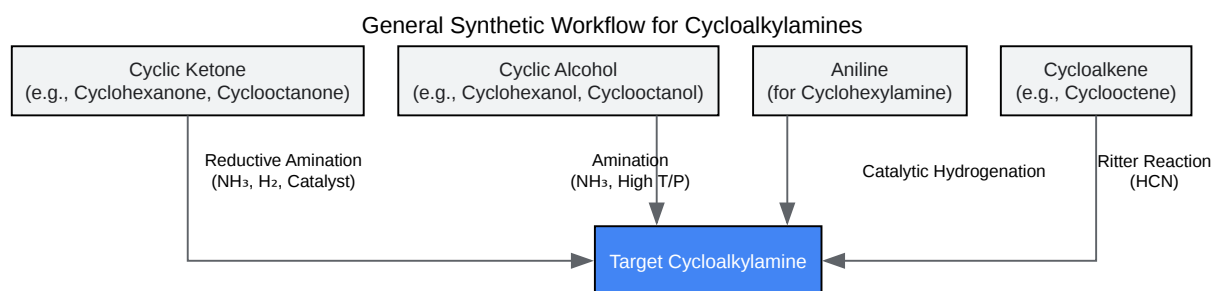 General Synthetic Workflow for Cycloalkylamines
Cyclic Ketone
(e.g., Cyclohexanone, Cyclooctanone)
Cyclic Alcohol
(e.g., Cyclohexanol, Cyclooctanol)
Aniline
(for Cyclohexylamine)
Cycloalkene
(e.g., Cyclooctene)
Reductive Amination
(NH₃, H₂, Catalyst)
Amination
(NH₃, High T/P)
Catalytic Hydrogenation
Ritter Reaction
(HCN)
Target Cycloalkylamine